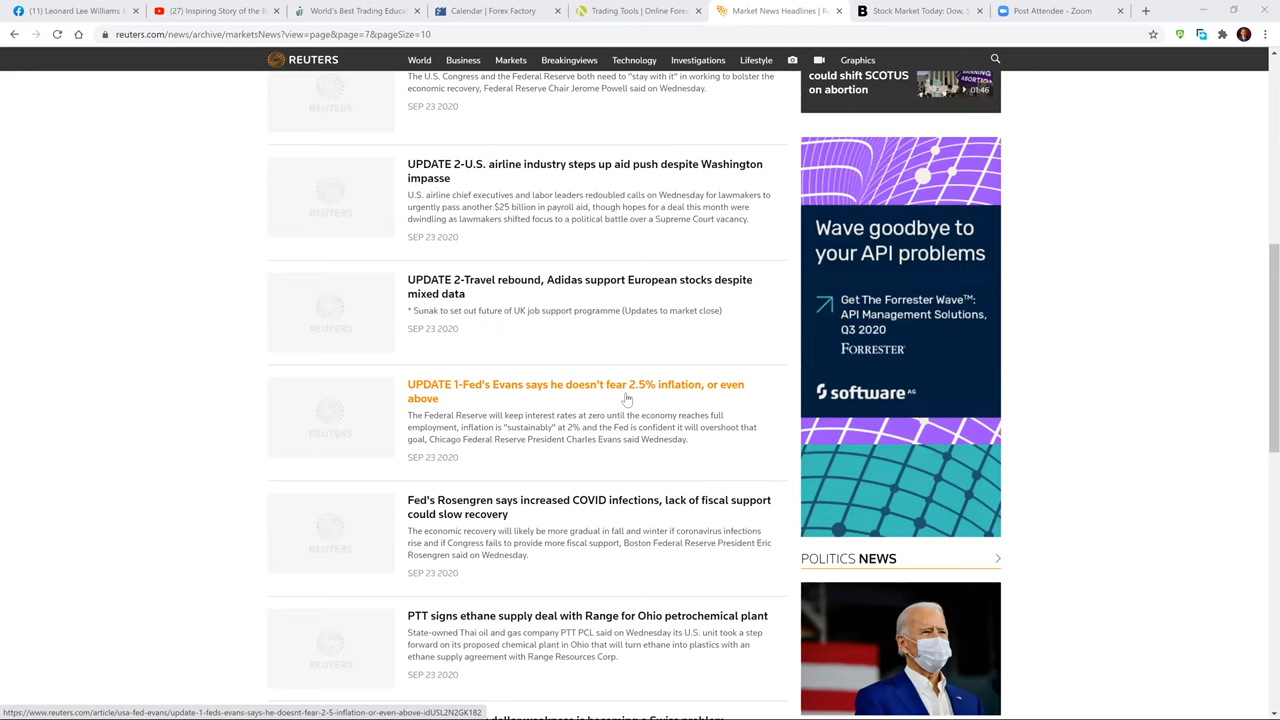 (11) Leonard Lee Williams &
(27) Inspiring Story of the B
World's Best Trading Educat
Calendar | Forex Factory
Trading Tools | Online Fore
Market News Headlines | Re
Stock Market Today: Dow, S
Post Attendee - Zoom
reuters.com/news/archive/marketsNews?view=page&page=7&pageSize=10
REUTERS
World
Business
Markets
Breakingviews
Technology
Investigations
Lifestyle
Graphics
The U.S. Congress and the Federal Reserve both need to "stay with it" in working to bolster the
economic recovery, Federal Reserve Chair Jerome Powell said on Wednesday.
SEP 23 2020
REUTERS
UPDATE 2-U.S. airline industry steps up aid push despite Washington
impasse
U.S. airline chief executives and labor leaders redoubled calls on Wednesday for lawmakers to
urgently pass another $25 billion in payroll aid, though hopes for a deal this month were
dwindling as lawmakers shifted focus to a political battle over a Supreme Court vacancy.
SEP 23 2020
REUTERS
UPDATE 2-Travel rebound, Adidas support European stocks despite
mixed data
* Sunak to set out future of UK job support programme (Updates to market close)
SEP 23 2020
REUTERS
UPDATE 1-Fed's Evans says he doesn't fear 2.5% inflation, or even
above
The Federal Reserve will keep interest rates at zero until the economy reaches full
employment, inflation is "sustainably" at 2% and the Fed is confident it will overshoot that
goal, Chicago Federal Reserve President Charles Evans said Wednesday.
SEP 23 2020
REUTERS
Fed's Rosengren says increased COVID infections, lack of fiscal support
could slow recovery
The economic recovery will likely be more gradual in fall and winter if coronavirus infections
rise and if Congress fails to provide more fiscal support, Boston Federal Reserve President Eric
Rosengren said on Wednesday.
SEP 23 2020
REUTERS
PTT signs ethane supply deal with Range for Ohio petrochemical plant
State-owned Thai oil and gas company PTT PCL said on Wednesday its U.S. unit took a step
forward on its proposed chemical plant in Ohio that will turn ethane into plastics with an
ethane supply agreement with Range Resources Corp.
SEP 23 2020
REUTERS
dollar weakness is becoming a Swiss problem
https://www.reuters.com/article/usa-fed-evans/update-1-feds-evans-says-he-doesnt-fear-2-5-inflation-or-even-above-idUSL2N2GK182
could shift SCOTUS
on abortion
01:46
Wave goodbye to
your API problems
Get The Forrester Wave™:
API Management Solutions,
Q3 2020
FORRESTER
software AG
POLITICS NEWS